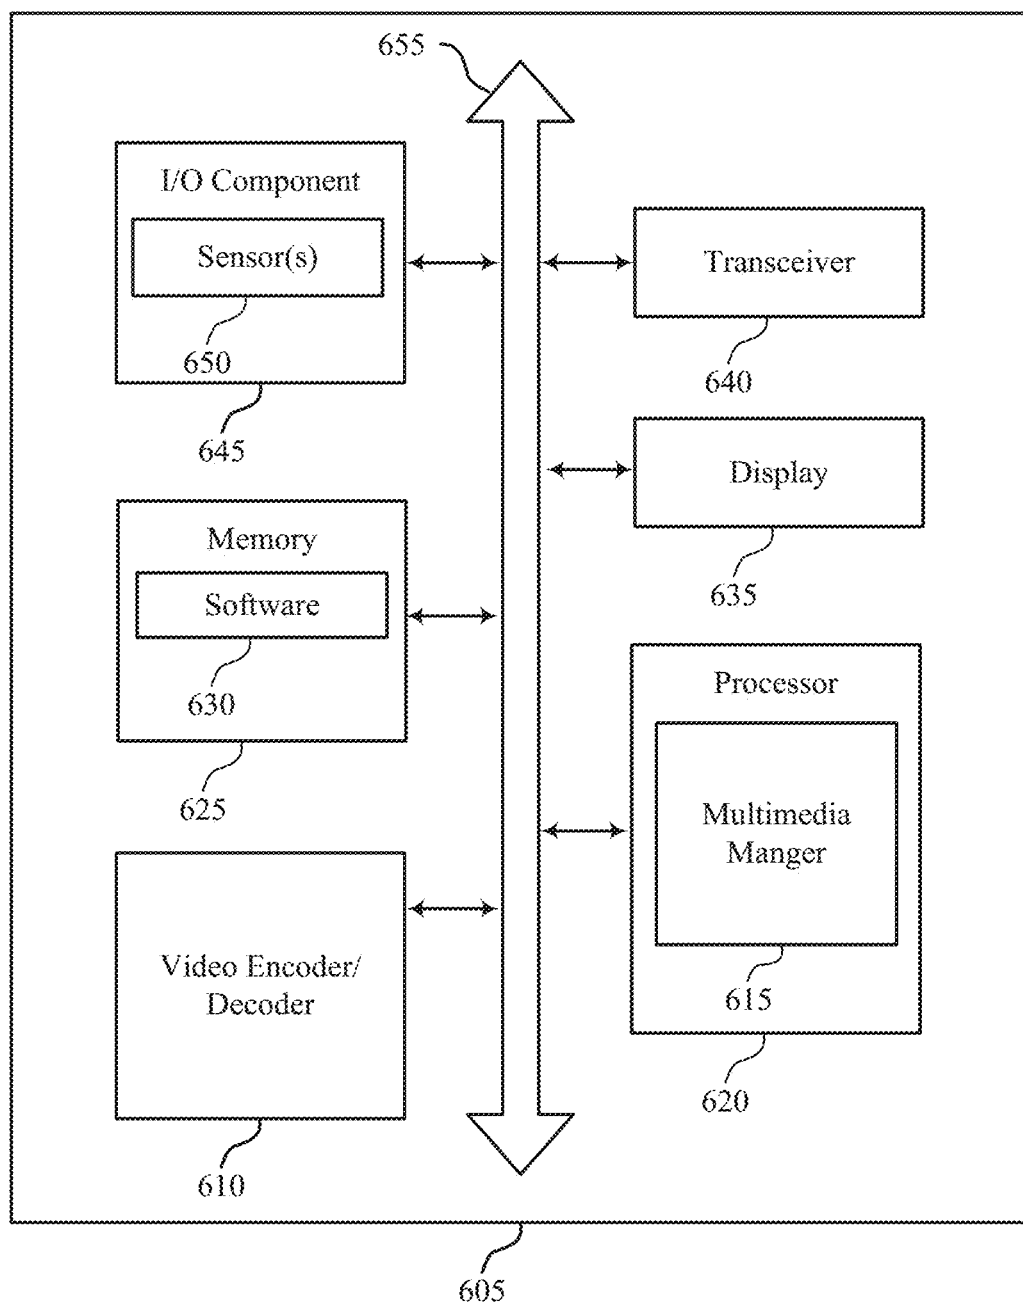 655
I/O Component
Sensor(s)
650
645
Transceiver
640
Display
635
Memory
Software
630
625
Processor
Multimedia
Manger
615
620
Video Encoder/
Decoder
610
605